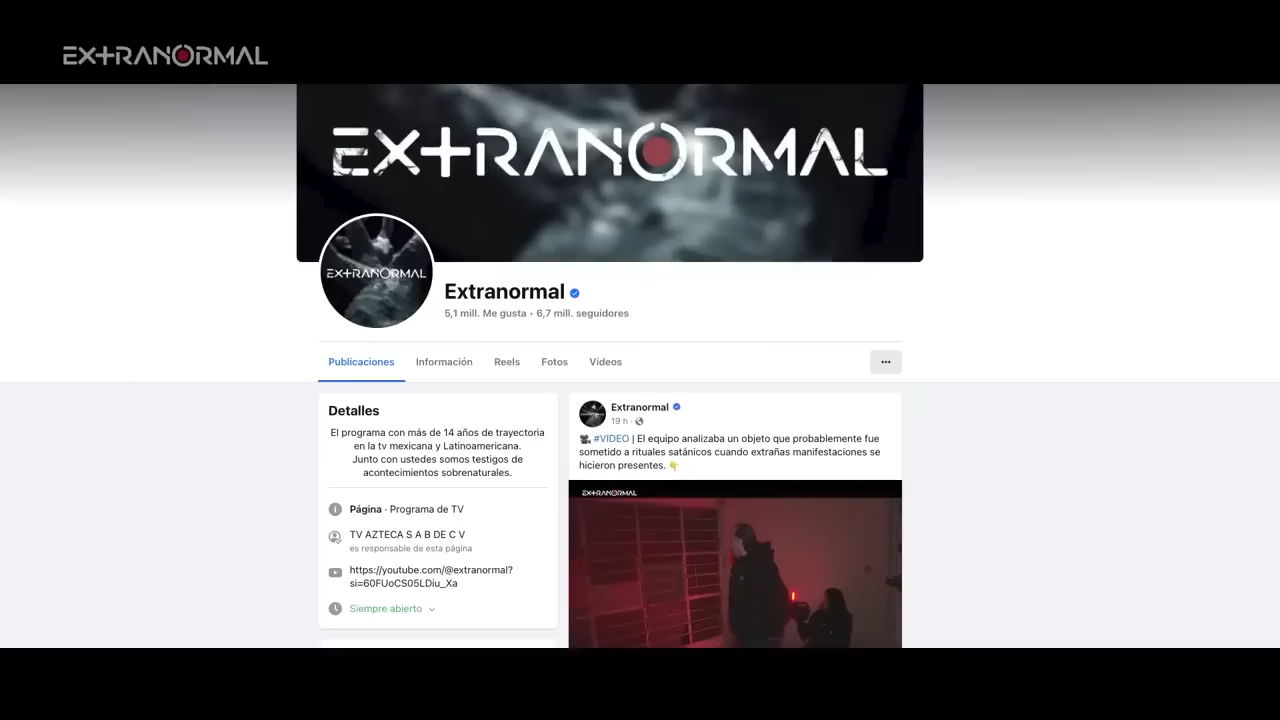 EXTRANORMAL
EXTRANORMAL
EXTRANORMAL
Extranormal
5,1 mill. Me gusta • 6,7 mill. seguidores
Publicaciones Información Reels Fotos Videos
Detalles
El programa con más de 14 años de trayectoria
en la tv mexicana y Latinoamericana.
Junto con ustedes somos testigos de
acontecimientos sobrenaturales.
Página · Programa de TV
TV AZTECA S A B DE C V
es responsable de esta página
https://youtube.com/@extranormal?
si=60FUoCS05LDiu_Xa
Siempre abierto
Extranormal
19 h ·
#VIDEO | El equipo analizaba un objeto que probablemente fue
sometido a rituales satánicos cuando extrañas manifestaciones se
hicieron presentes.
EXTRANORMAL